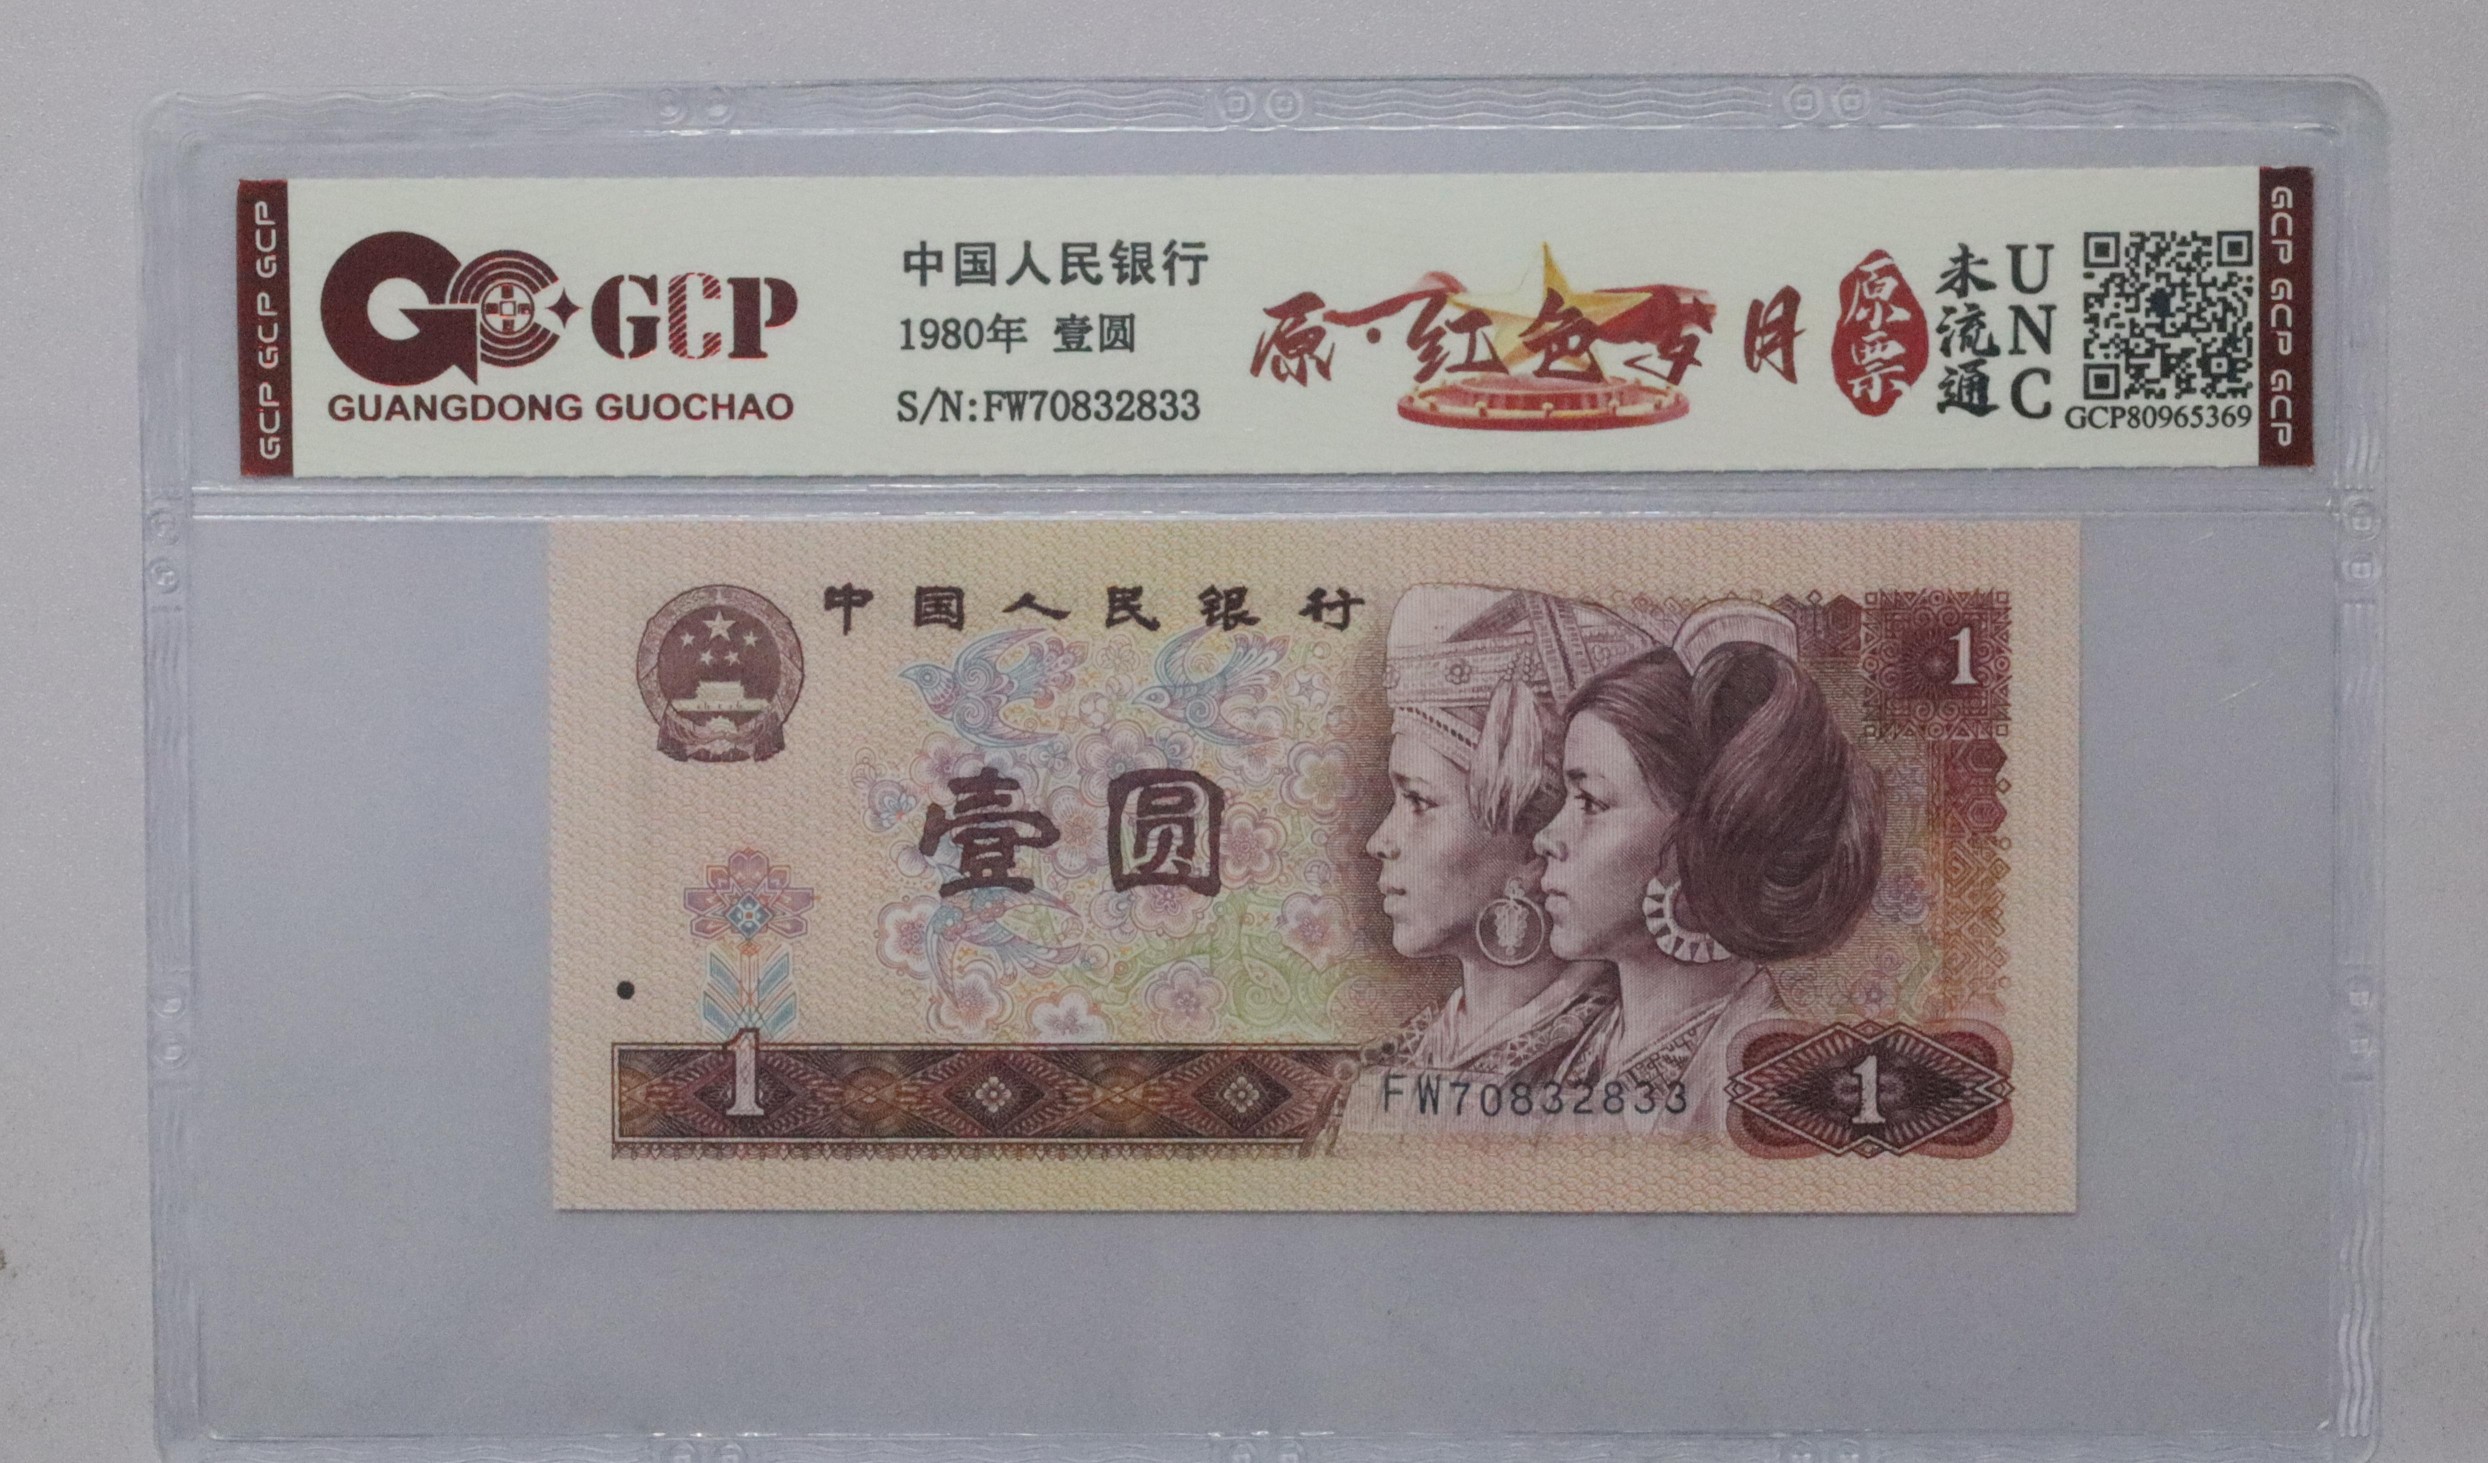 GCP GCP GCP
GCP
GUANGDONG GUOCHAO
中国人民银行
1980年 壹圆
S/N:FW70832833
原·红色岁月
原票
未流通
UNC
GCP80965369
GCP GCP GCP
中国人民银行
1
壹圆
1
FW70832833
1